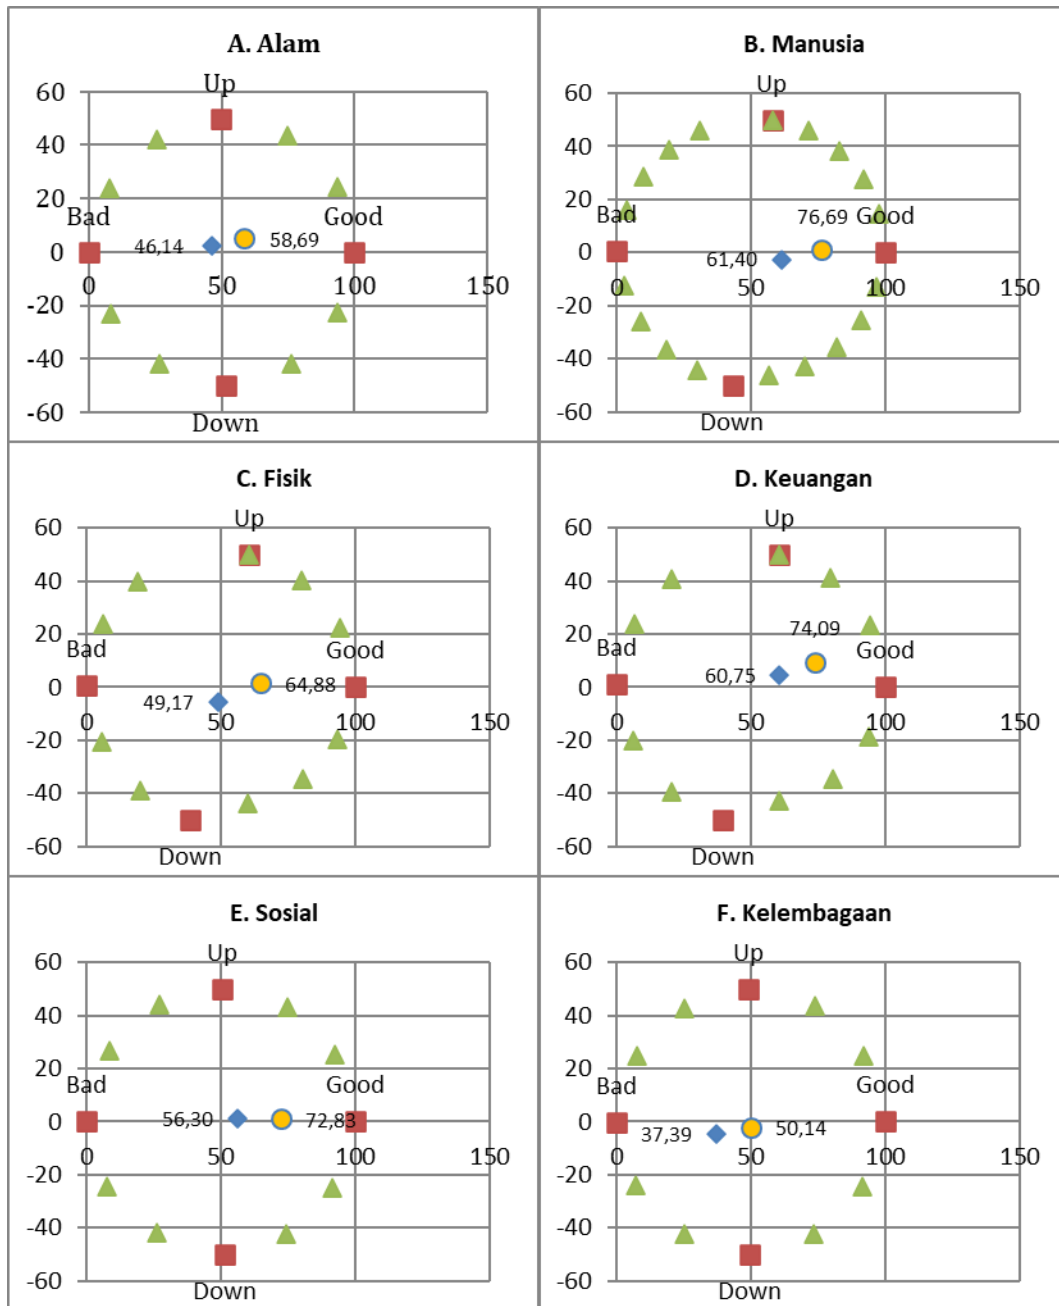 A. Alam
Up
60
40
20
Bad
Good
0
46,14
58,69
0
50
100
150
-20
-40
-60
Down
B. Manusia
Up
60
40
20
Bad
76,69
Good
0
61,40
0
50
100
150
-20
-40
-60
Down
C. Fisik
Up
60
40
20
Bad
Good
0
49,17
64,88
0
50
100
150
-20
-40
-60
Down
D. Keuangan
Up
60
40
20
74,09
Bad
Good
0
60,75
0
50
100
150
-20
-40
-60
Down
E. Sosial
Up
60
40
20
Bad
Good
0
56,30
72,83
0
50
100
150
-20
-40
-60
Down
F. Kelembagaan
Up
60
40
20
Bad
Good
0
37,39
50,14
0
50
100
150
-20
-40
-60
Down